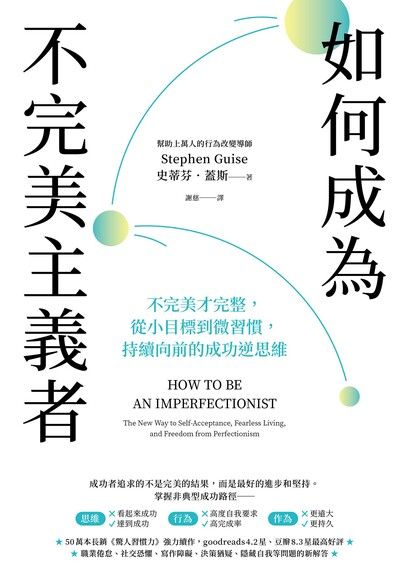 如何成為
不完美主義者
幫助上萬人的行為改變導師
Stephen Guise
史蒂芬・蓋斯——著
謝慈——譯
不完美才完整，
從小目標到微習慣，
持續向前的成功逆思維
HOW TO BE
AN IMPERFECTIONIST
The New Way to Self-Acceptance, Fearless Living,
and Freedom from Perfectionism
成功者追求的不是完美的結果，而是最好的進步和堅持。
掌握非典型成功路徑——
思維 ✕看起來成功 ✓達到成功
行為 ✕高度自我要求 ✓高完成率
作為 ✕更遠大 ✓更持久
★ 50萬本長銷《驚人習慣力》強力續作，goodreads 4.2星、豆瓣8.3星最高好評 ★
★ 職業倦怠、社交恐懼、寫作障礙、決策猶疑、隱藏自我等問題的新解答 ★